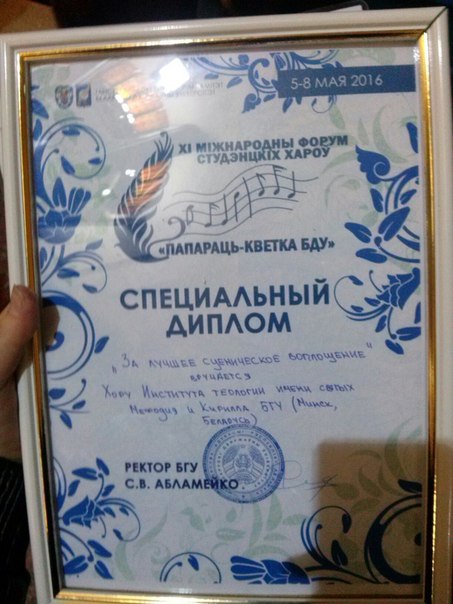 5-8 МАЯ 2016
XI МІЖНАРОДНЫ ФОРУМ
СТУДЭНЦКІХ ХАРОЎ
«ПАПАРАЦЬ-КВЕТКА БДУ»
СПЕЦИАЛЬНЫЙ
ДИПЛОМ
"За лучшее сценическое воплощение"
вручается
Хору Института теологии имени святых
Мефодия и Кирилла БГУ (Минск,
Беларусь)
РЕКТОР БГУ
С.В. АБЛАМЕЙКО